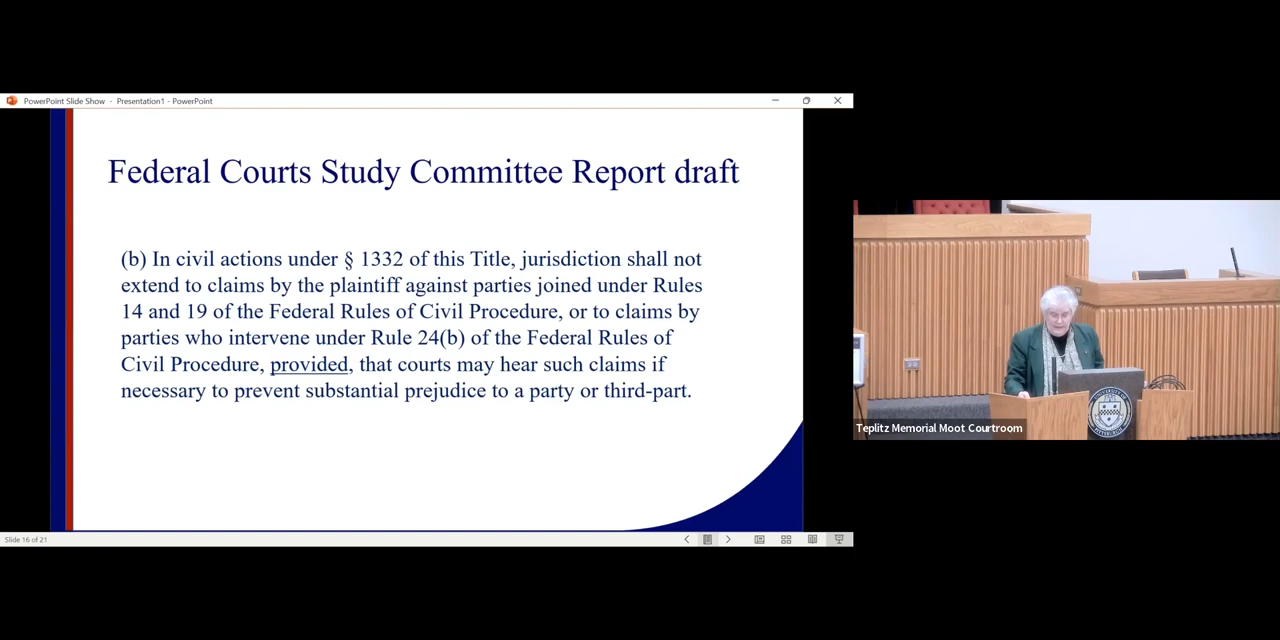 PowerPoint Slide Show - Presentation1 - PowerPoint
Federal Courts Study Committee Report draft
(b) In civil actions under § 1332 of this Title, jurisdiction shall not
extend to claims by the plaintiff against parties joined under Rules
14 and 19 of the Federal Rules of Civil Procedure, or to claims by
parties who intervene under Rule 24(b) of the Federal Rules of
Civil Procedure, provided, that courts may hear such claims if
necessary to prevent substantial prejudice to a party or third-part.
Slide 16 of 21
Teplitz Memorial Moot Courtroom